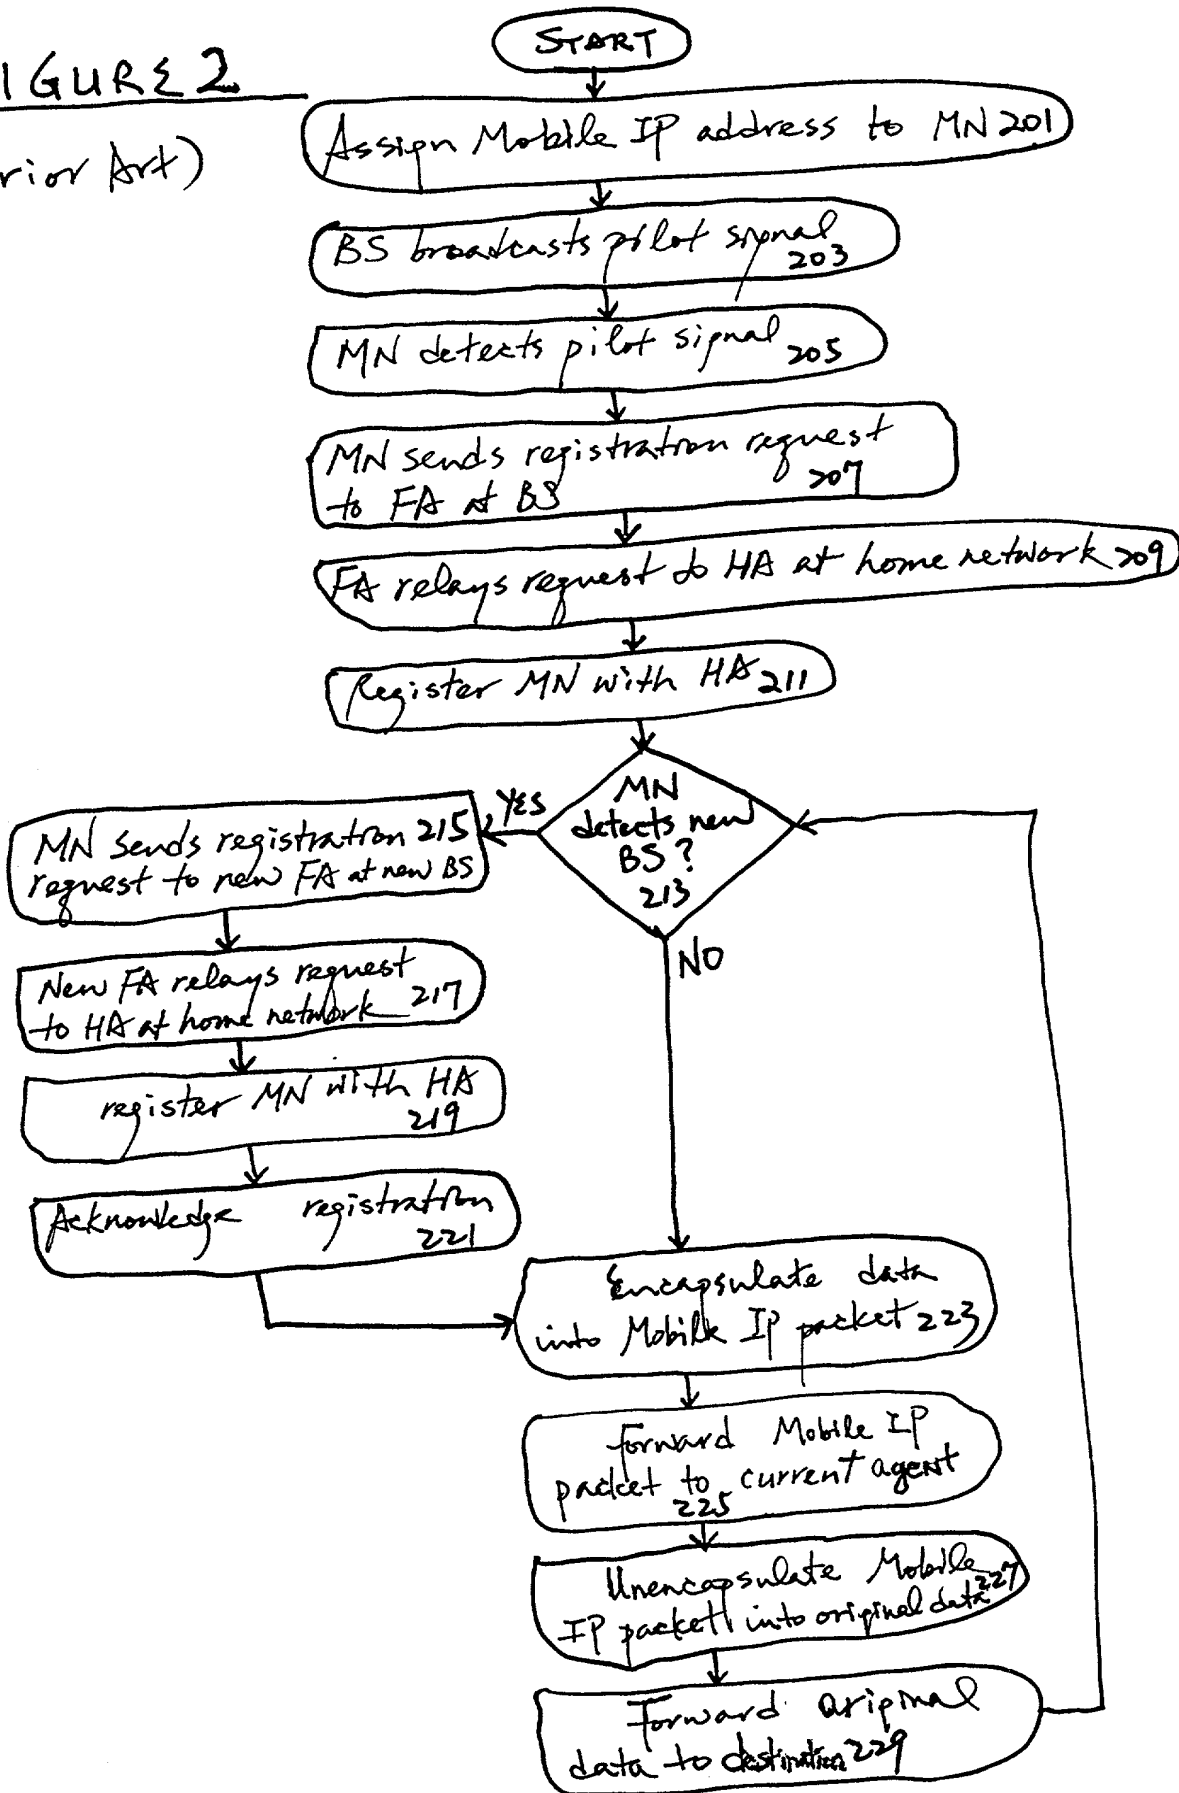 IGURE 2
rior Art)
START
Assign Mobile IP address to MN 201
BS broadcasts pilot signal
203
MN detects pilot signal 205
MN sends registration request
to FA at BS 207
FA relays request to HA at home network 209
Register MN with HA 211
MN
detects new
BS?
213
YES
NO
MN sends registration 215
request to new FA at new BS
New FA relays request
to HA at home network 217
register MN with HA
219
Acknowledge registration
221
Encapsulate data
into Mobile IP packet 223
forward Mobile IP
packet to current agent
225
Unencapsulate Mobile 227
IP packet into original data
Forward original
data to destination 229